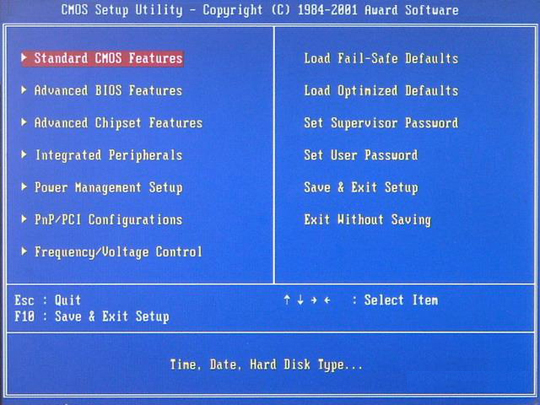 CMOS Setup Utility - Copyright (C) 1984-2001 Award Software
Standard CMOS Features
Advanced BIOS Features
Advanced Chipset Features
Integrated Peripherals
Power Management Setup
PnP/PCI Configurations
Frequency/Voltage Control
Load Fail-Safe Defaults
Load Optimized Defaults
Set Supervisor Password
Set User Password
Save & Exit Setup
Exit Without Saving
Esc : Quit
F10 : Save & Exit Setup
↑ ↓ → ← : Select Item
Time, Date, Hard Disk Type...